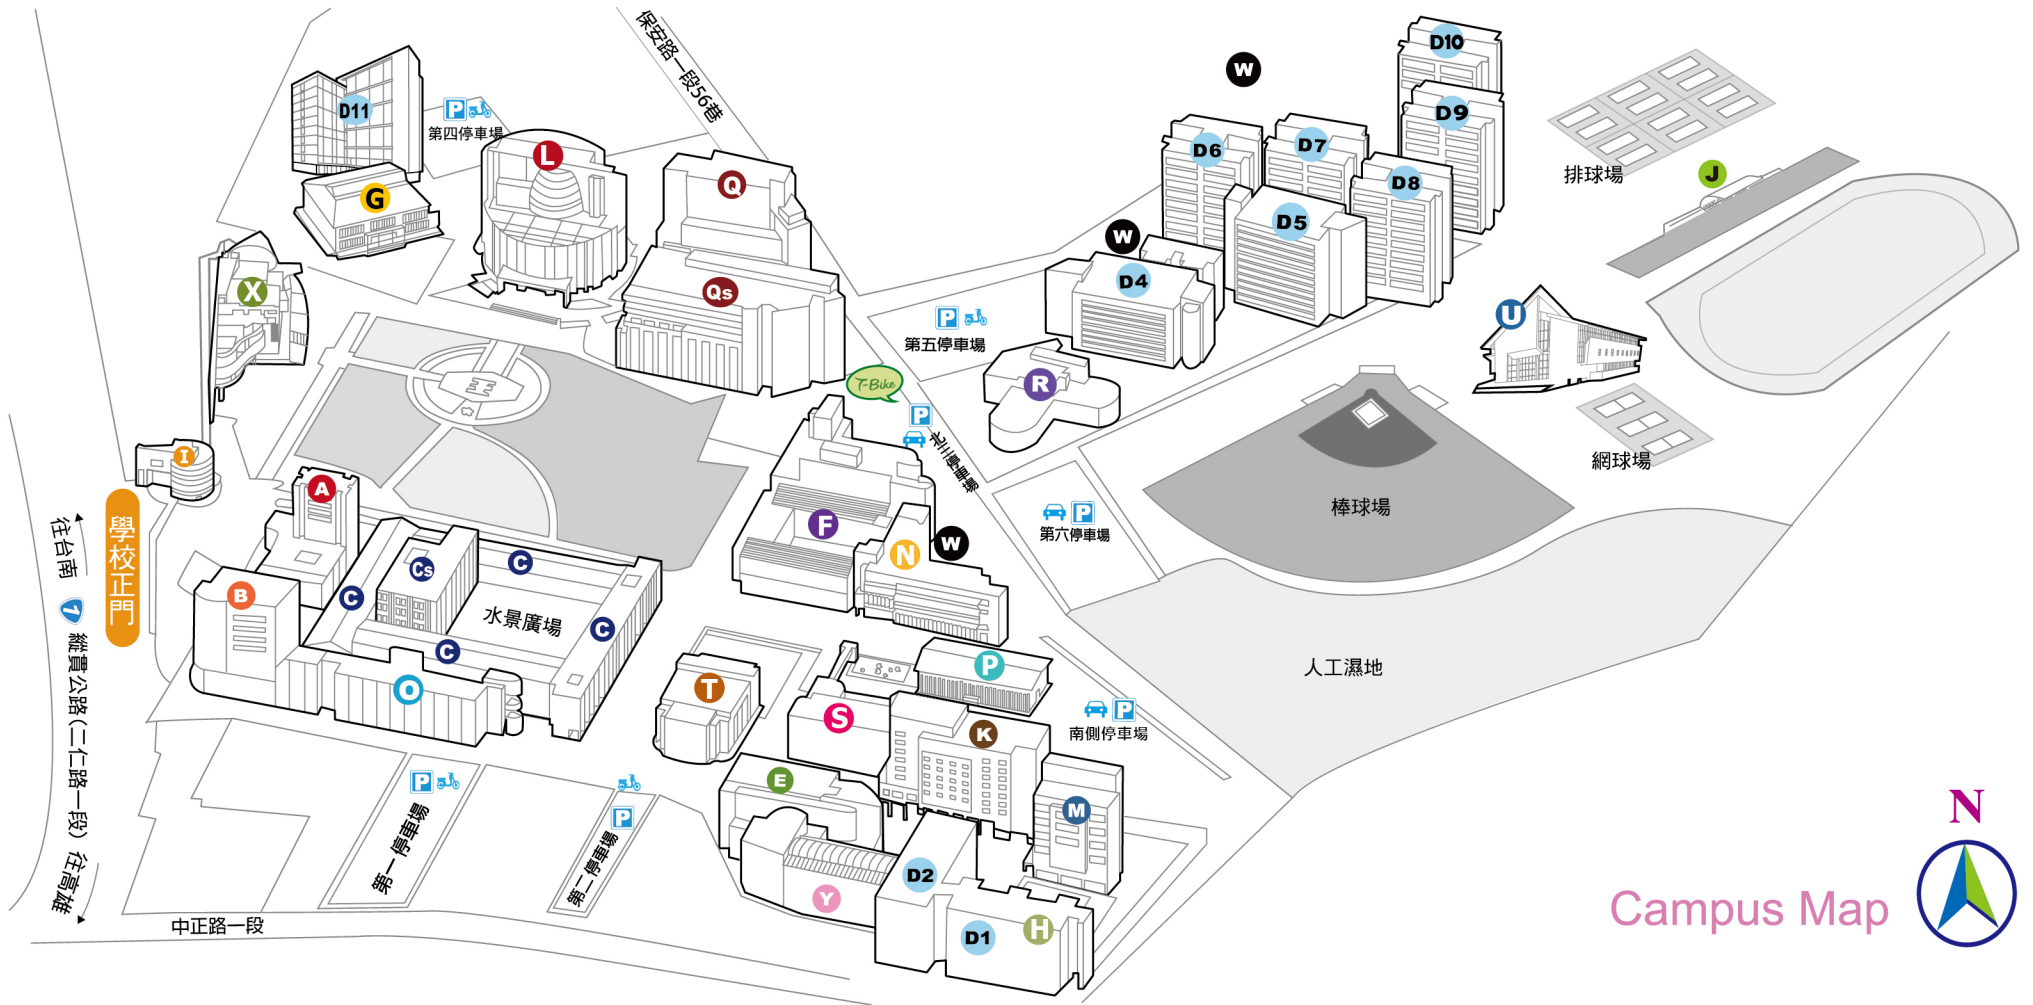 保安路一段56巷
D10
W
D11
P
第四停車場
D9
L
D6
D7
排球場
J
Q
D8
G
D5
W
X
Qs
D4
P
第五停車場
U
T-Bike
R
P
北三停車場
I
網球場
A
棒球場
P
第六停車場
學校正門
往台南
1
縱貫公路(二仁路一段)
往高雄
F
N
W
Cs
C
C
B
水景廣場
C
C
P
人工濕地
O
T
S
P
南側停車場
K
P
第一停車場
E
P
第二停車場
M
N
D2
Y
Campus Map
中正路一段
D1
H